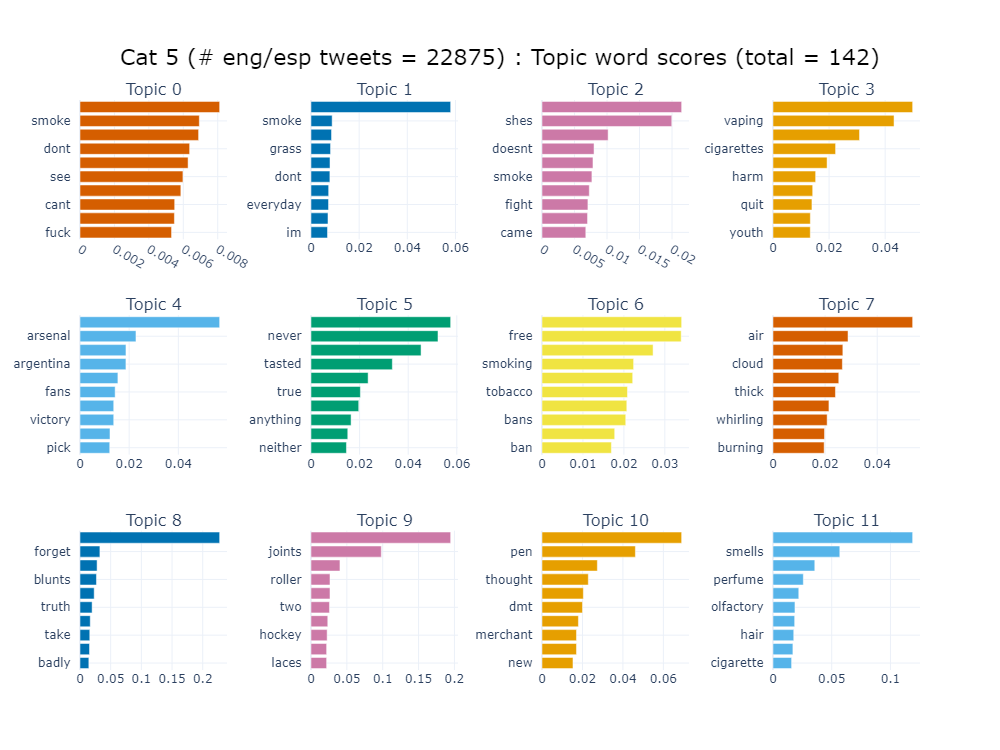 Cat 5 (# eng/esp tweets = 22875) : Topic word scores (total = 142)
Topic 0
smoke
dont
see
cant
fuck
0 0.002 0.004 0.006 0.008
Topic 1
smoke
grass
dont
everyday
im
0 0.02 0.04 0.06
Topic 2
shes
doesnt
smoke
fight
came
0 0.005 0.01 0.015 0.02
Topic 3
vaping
cigarettes
harm
quit
youth
0 0.02 0.04
Topic 4
arsenal
argentina
fans
victory
pick
0 0.02 0.04
Topic 5
never
tasted
true
anything
neither
0 0.02 0.04 0.06
Topic 6
free
smoking
tobacco
bans
ban
0 0.01 0.02 0.03
Topic 7
air
cloud
thick
whirling
burning
0 0.02 0.04
Topic 8
forget
blunts
truth
take
badly
0 0.05 0.1 0.15 0.2
Topic 9
joints
roller
two
hockey
laces
0 0.05 0.1 0.15 0.2
Topic 10
pen
thought
dmt
merchant
new
0 0.02 0.04 0.06
Topic 11
smells
perfume
olfactory
hair
cigarette
0 0.05 0.1